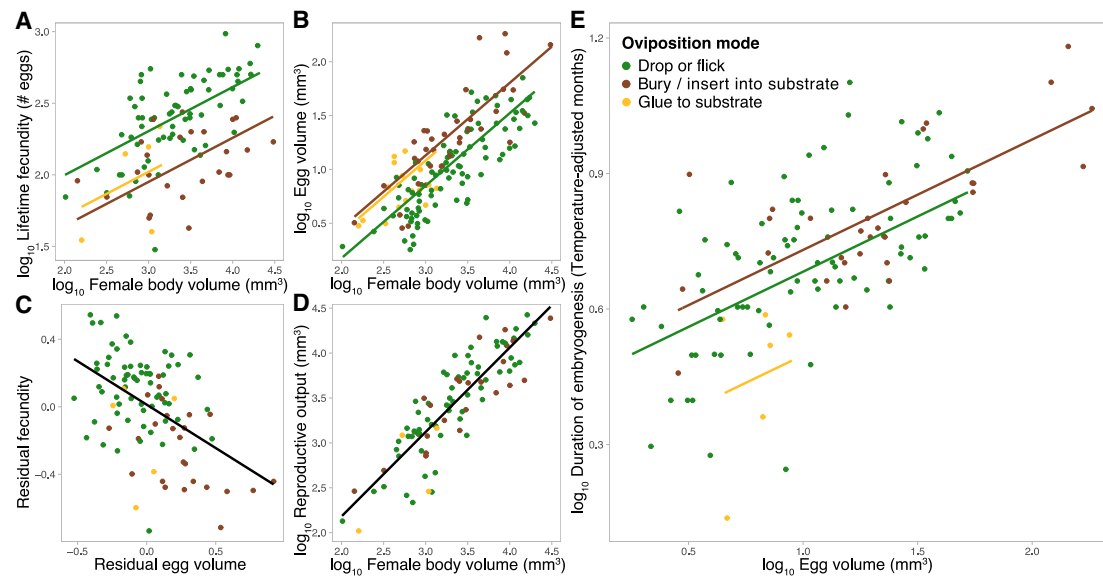 A
log₁₀ Lifetime fecundity (# eggs)
3.0
2.5
2.0
1.5
2.0 2.5 3.0 3.5 4.0 4.5
log₁₀ Female body volume (mm³)
B
log₁₀ Egg volume (mm³)
2.0
1.5
1.0
0.5
2.0 2.5 3.0 3.5 4.0 4.5
log₁₀ Female body volume (mm³)
C
Residual fecundity
0.4
0.0
−0.4
−0.5 0.0 0.5
Residual egg volume
D
log₁₀ Reproductive output (mm³)
4.5
4.0
3.5
3.0
2.5
2.0
2.0 2.5 3.0 3.5 4.0 4.5
log₁₀ Female body volume (mm³)
E
log₁₀ Duration of embryogenesis (Temperature-adjusted months)
Oviposition mode
Drop or flick
Bury / insert into substrate
Glue to substrate
1.2
0.9
0.6
0.3
0.5 1.0 1.5 2.0
log₁₀ Egg volume (mm³)